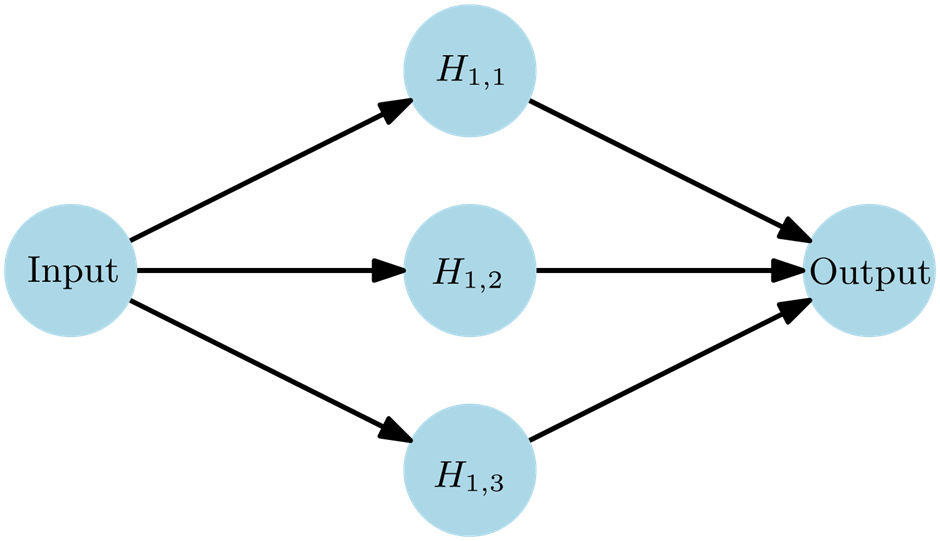 H₁,₁
Input
H₁,₂
Output
H₁,₃